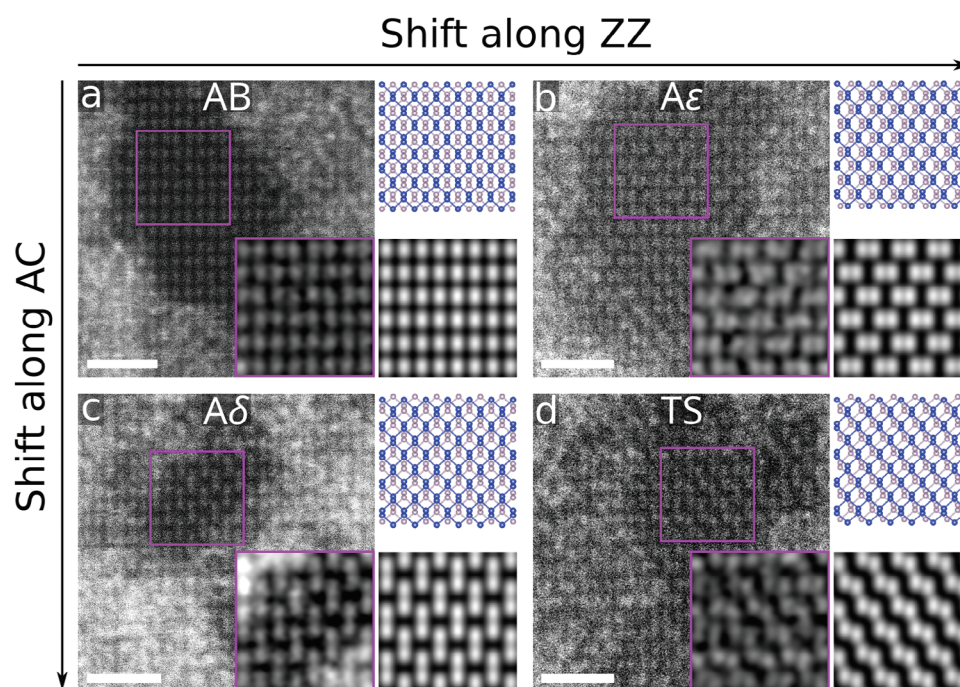 Shift along ZZ
Shift along AC
a AB
b Aε
c Aδ
d TS